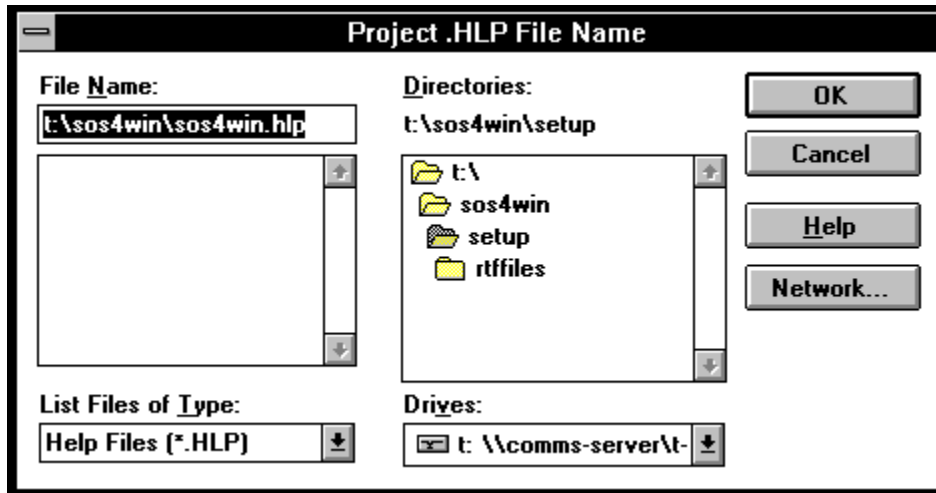 Project .HLP File Name
File Name:
t:\sos4win\sos4win.hlp
Directories:
t:\sos4win\setup
t:\
sos4win
setup
rtffiles
List Files of Type:
Help Files (*.HLP)
Drives:
t: \\comms-server\t-
OK
Cancel
Help
Network...